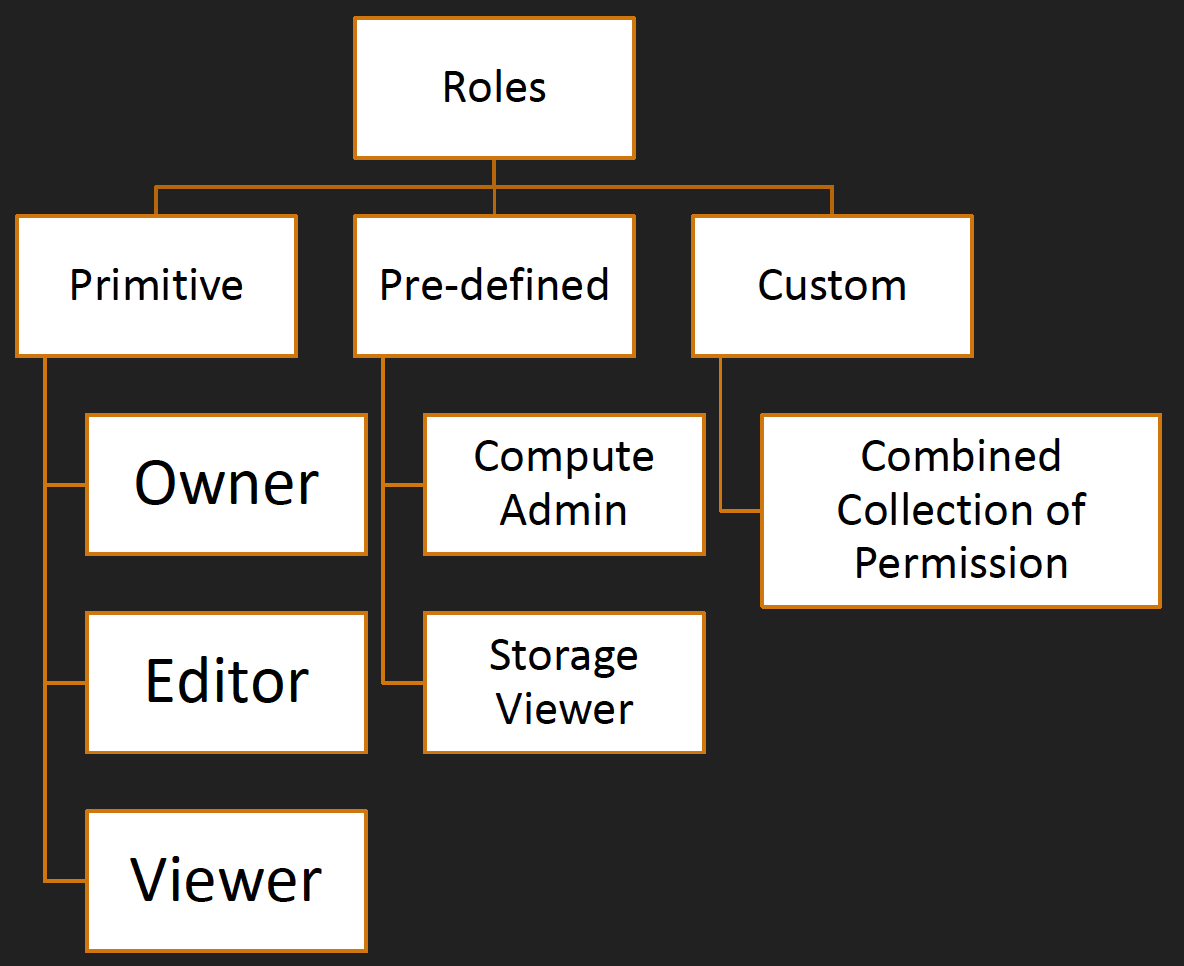 Roles
Primitive
Pre-defined
Custom
Owner
Editor
Viewer
Compute
Admin
Storage
Viewer
Combined
Collection of
Permission